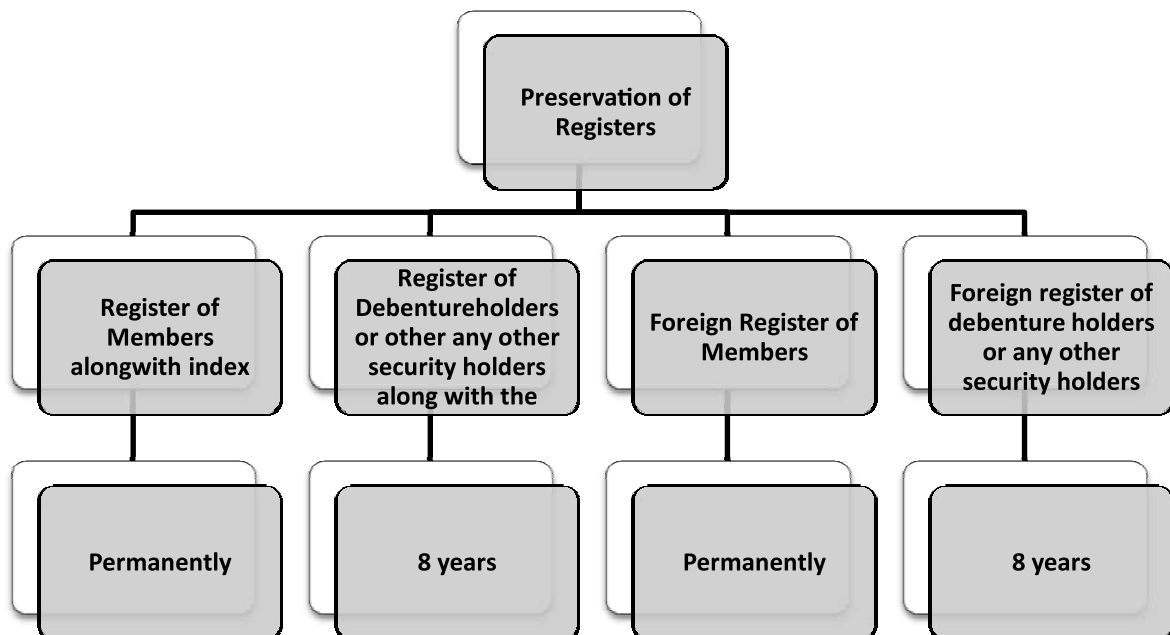 Preservation of
Registers
Register of
Members
alongwith index
Register of
Debentureholders
or other any other
security holders
along with the
Foreign Register of
Members
Foreign register of
debenture holders
or any other
security holders
Permanently
8 years
Permanently
8 years